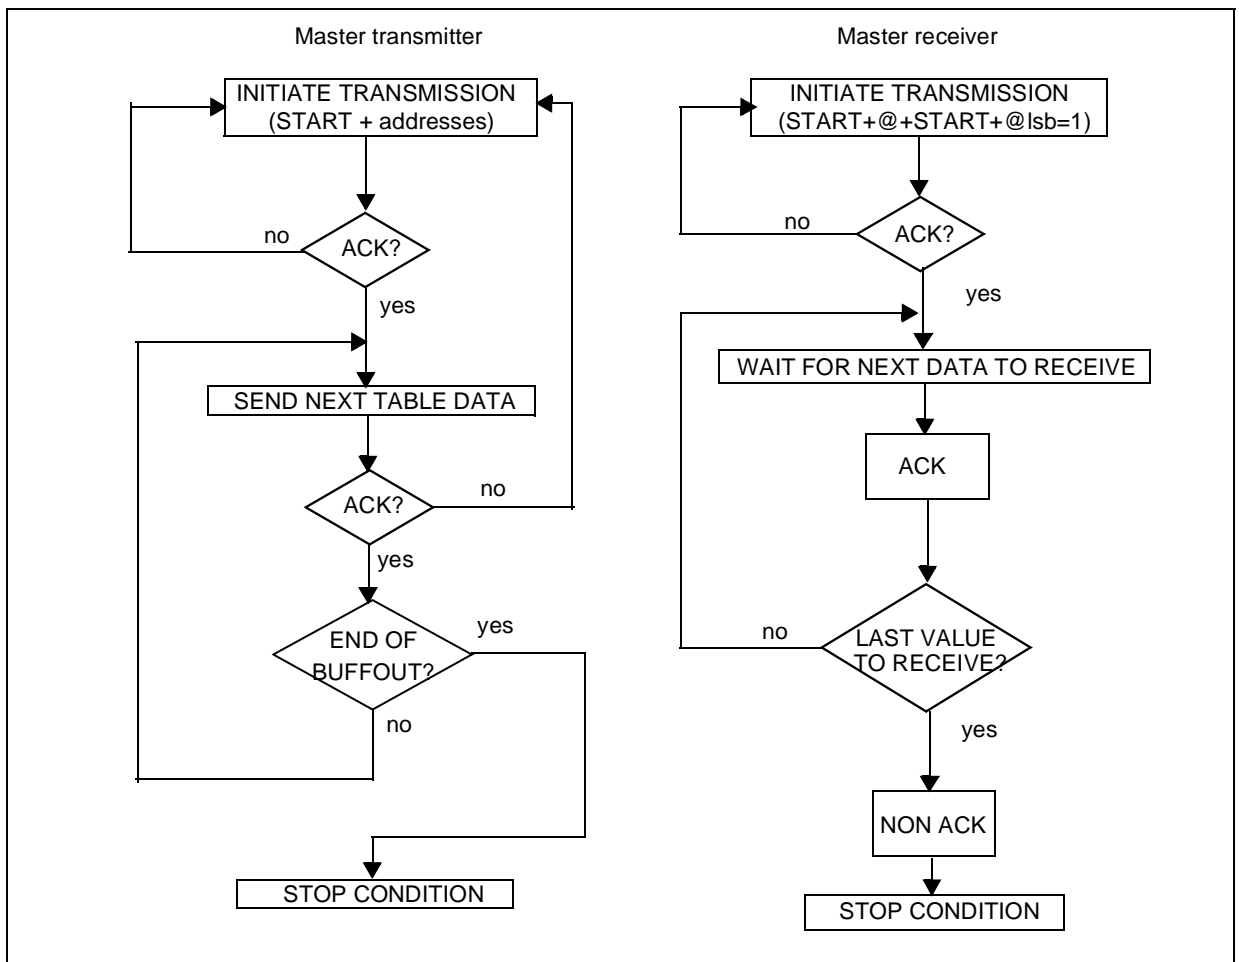 Master transmitter
INITIATE TRANSMISSION
(START + addresses)
no
ACK?
yes
SEND NEXT TABLE DATA
ACK?
no
yes
END OF
BUFFOUT?
yes
no
STOP CONDITION
Master receiver
INITIATE TRANSMISSION
(START+@+START+@lsb=1)
no
ACK?
yes
WAIT FOR NEXT DATA TO RECEIVE
ACK
no
LAST VALUE
TO RECEIVE?
yes
NON ACK
STOP CONDITION